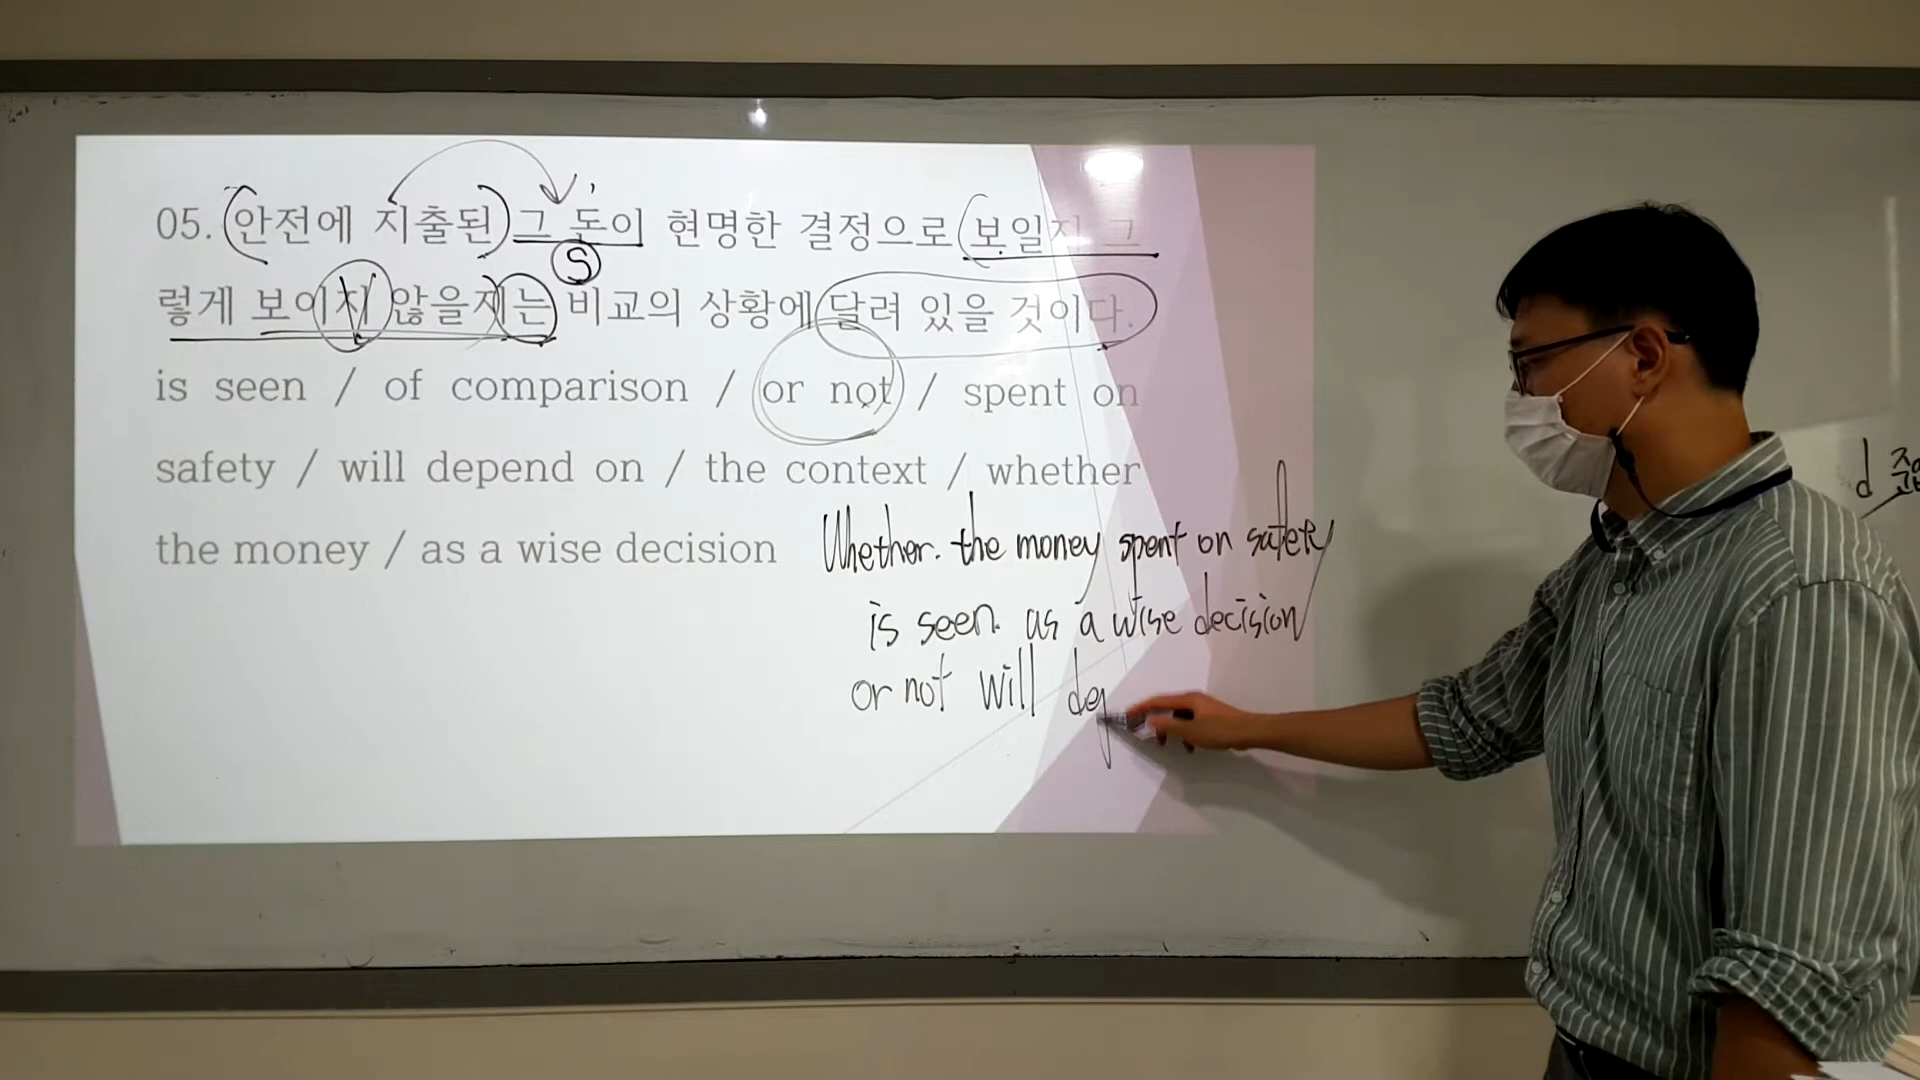 05. 안전에 지출된 그 돈이 현명한 결정으로 보일지 그
렇게 보이지 않을지는 비교의 상황에 달려 있을 것이다.
S
is seen / of comparison / or not / spent on
safety / will depend on / the context / whether
the money / as a wise decision
Whether the money spent on safety
is seen as a wise decision
or not will dep
d